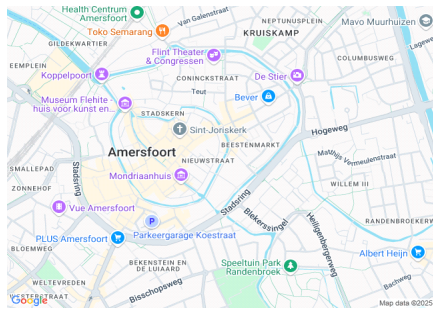 Health Centrum
Amersfoort
Van Galenstraat
NEPTUNUSPLEIN
Mavo Muurhuizen
Toko Semarang
KRUISKAMP
GILDEKWARTIER
Flint Theater
& Congressen
COLUMBUSWEG
EEMPLEIN
Koppelpoort
CONINCKSTRAAT
De Stier
Teut
Bever
Museum Flehite
huis voor kunst en...
STADSKERN
Sint-Joriskerk
Hogeweg
BEESTENMARKT
Amersfoort
NIEUWSTRAAT
Matthijs Vermeulenstraat
SMALLEPAD
Stadsring
Mondriaanhuis
ZONNEHOF
WILLEM III
Stadsring
Vue Amersfoort
Blekerssingel
Heiligenbergerweg
RANDENBROEKERW
Parkeergarage Koestraat
PLUS Amersfoort
BLOEMWEG
Albert Heijn
BEKENSTEIN EN
DE LUIAARD
Speeltuin Park
Randenbroek
WELTEVREDEN
Bisschopsweg
Bachweg
WESTERSTRAAT
Google
Map data ©2025